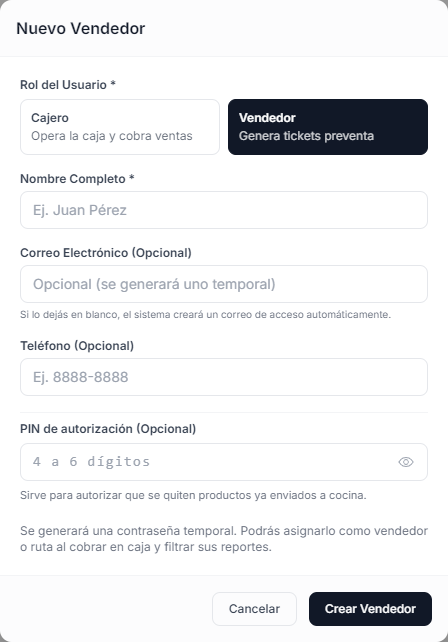 Nuevo Vendedor
Rol del Usuario *
Cajero
Opera la caja y cobra ventas
Vendedor
Genera tickets preventa
Nombre Completo *
Ej. Juan Pérez
Correo Electrónico (Opcional)
Opcional (se generará uno temporal)
Si lo dejás en blanco, el sistema creará un correo de acceso automáticamente.
Teléfono (Opcional)
Ej. 8888-8888
PIN de autorización (Opcional)
4 a 6 dígitos
Sirve para autorizar que se quiten productos ya enviados a cocina.
Se generará una contraseña temporal. Podrás asignarlo como vendedor
o ruta al cobrar en caja y filtrar sus reportes.
Cancelar
Crear Vendedor